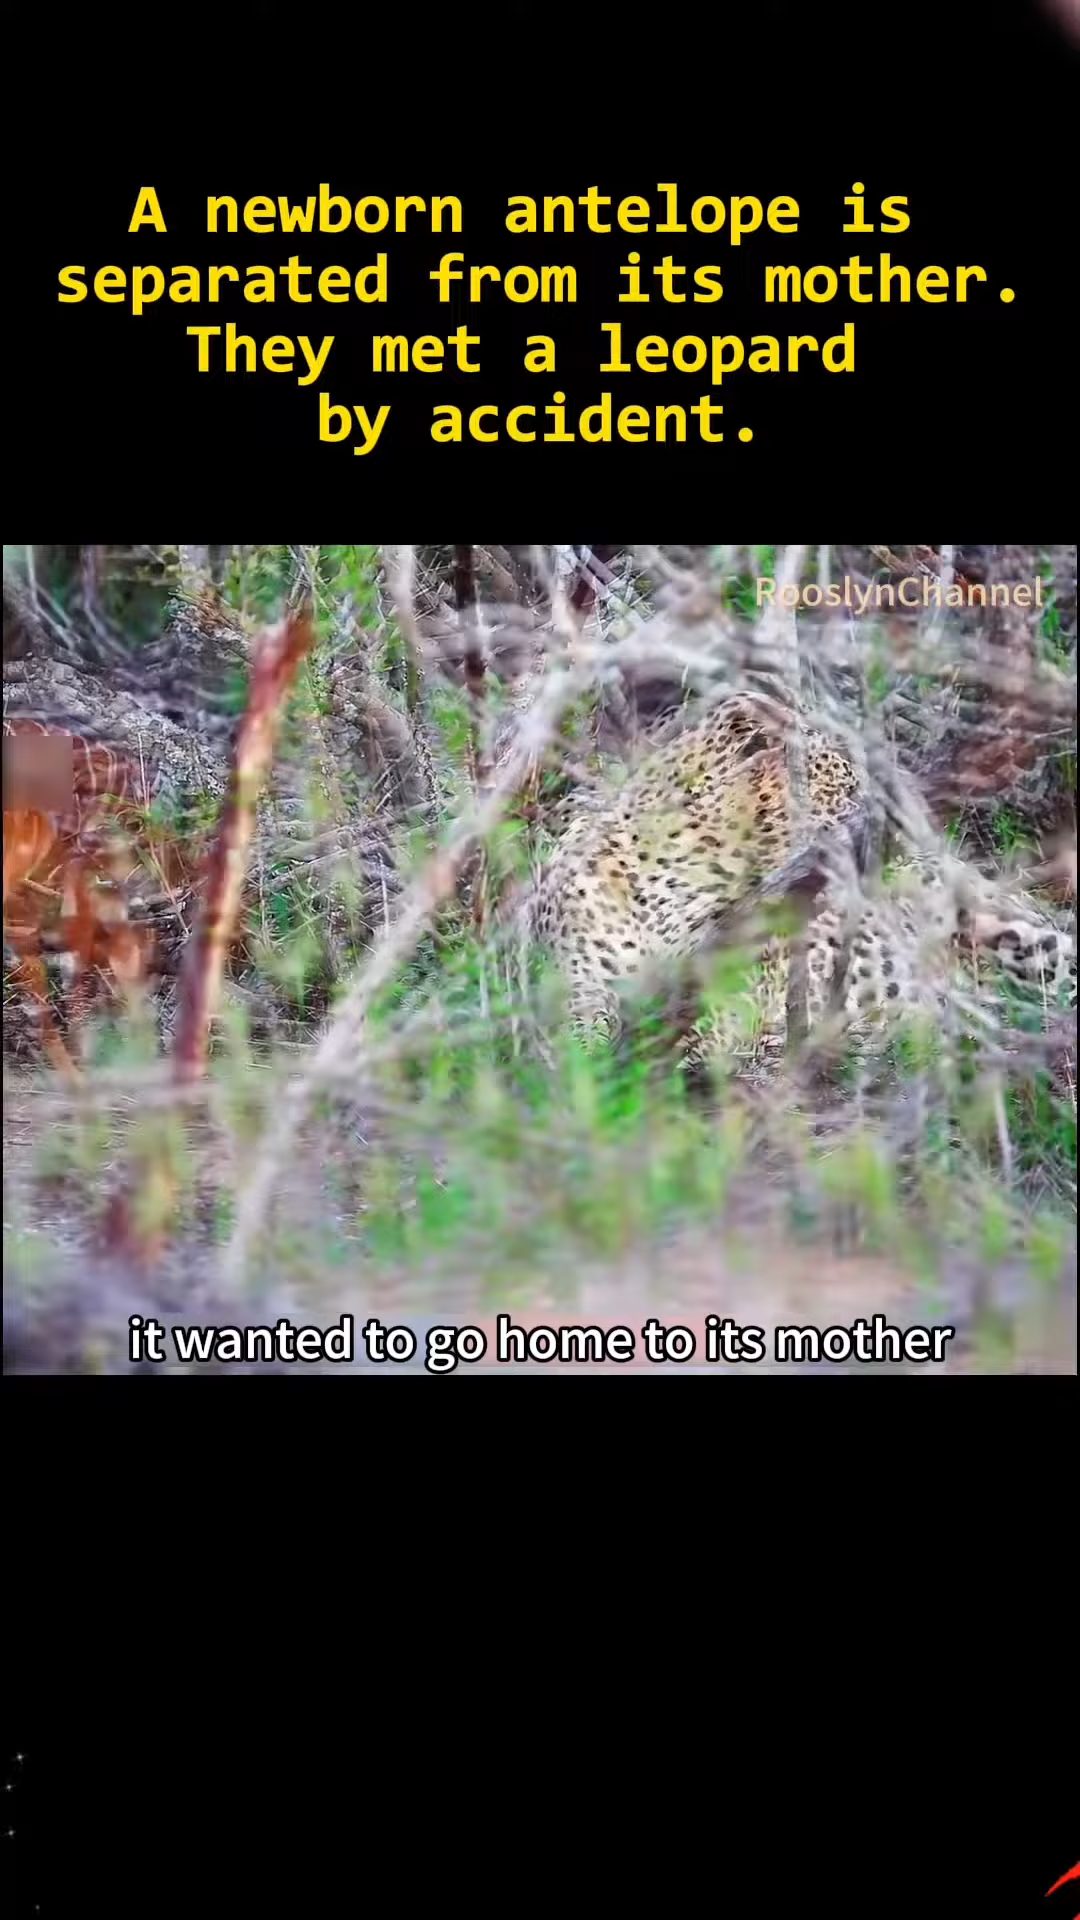 A newborn antelope is
separated from its mother.
They met a leopard
by accident.
RooslynChannel
it wanted to go home to its mother